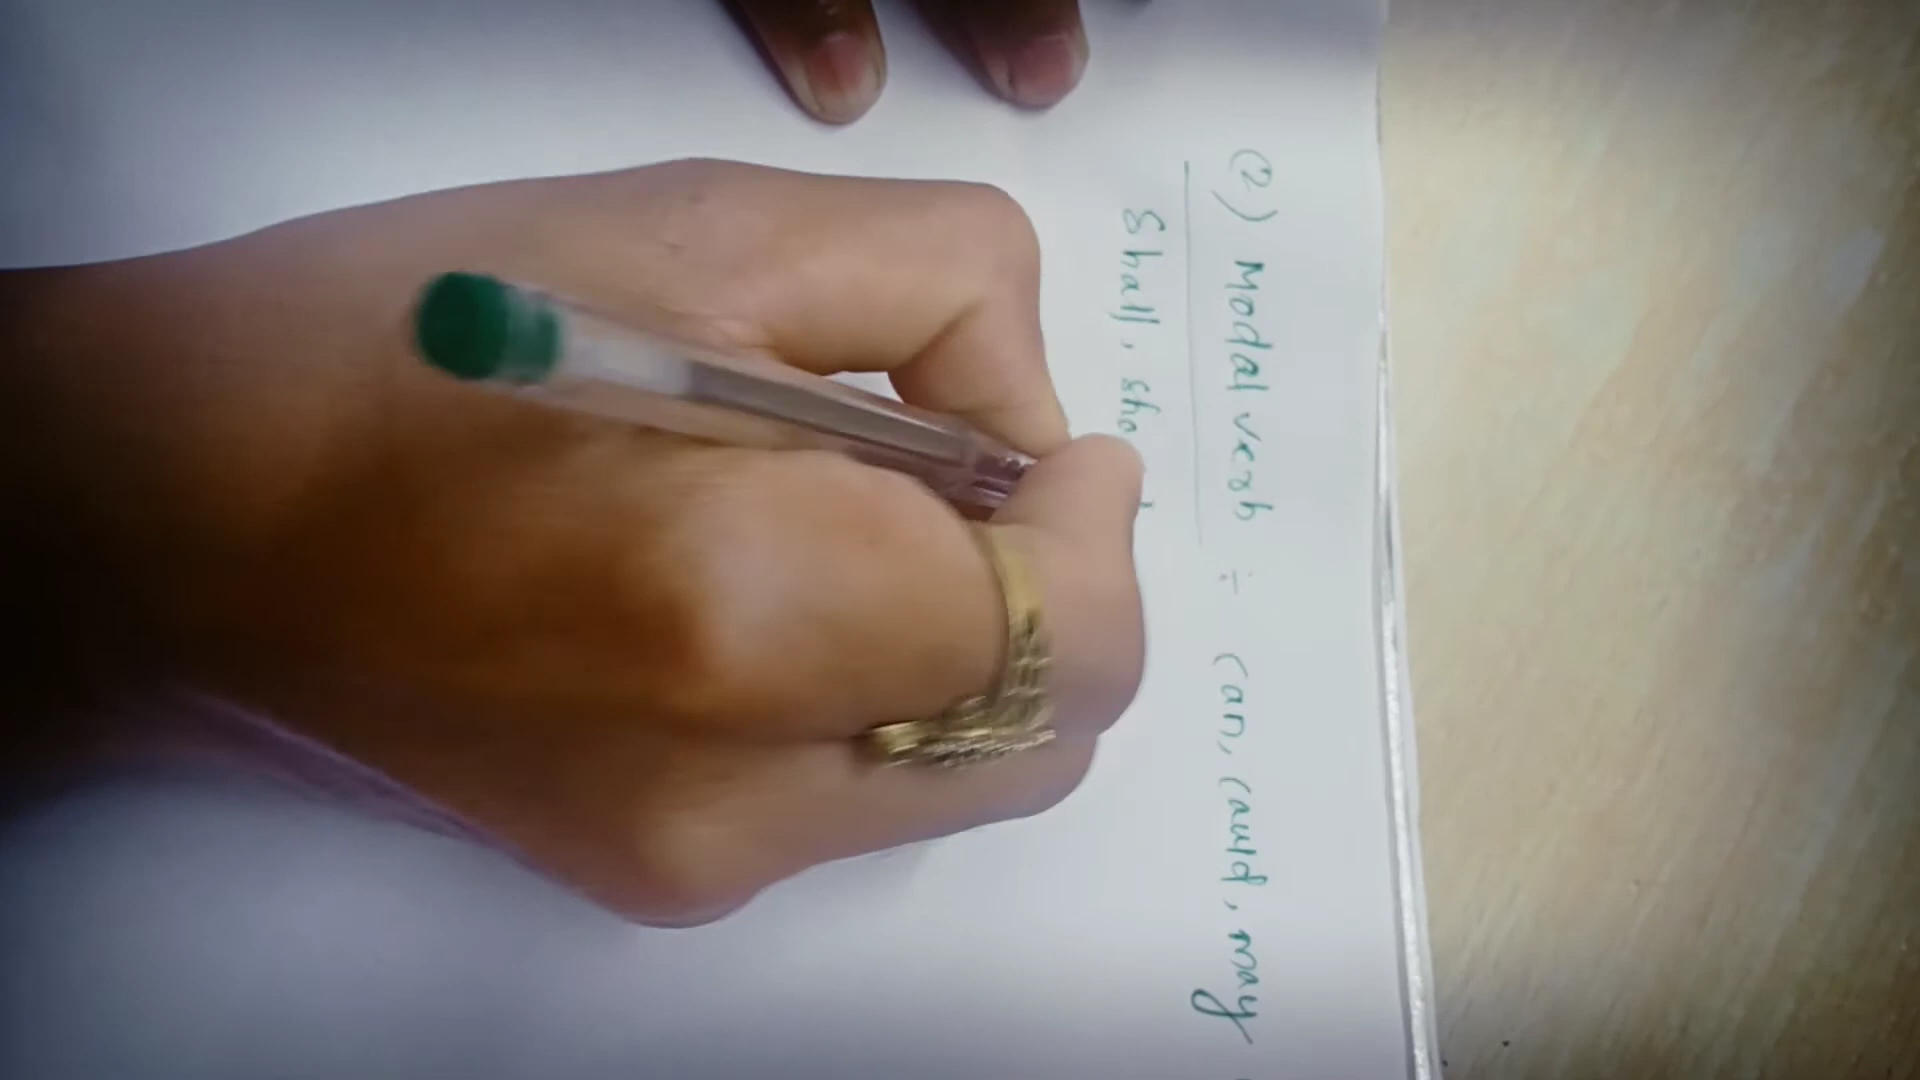 (2) Modal verb ÷ can, could, may
Shall, sho